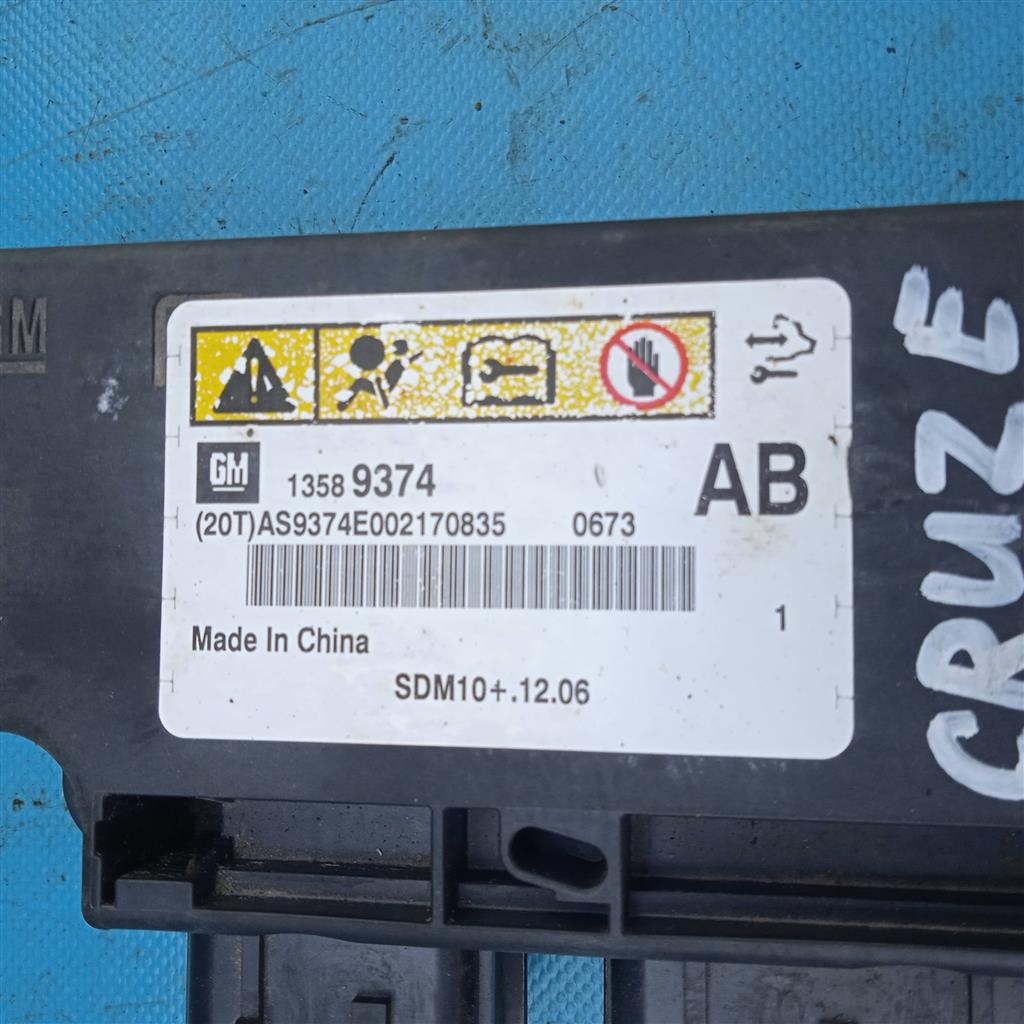 GM
GM 1358 9374
AB
(20T)AS9374E002170835 0673
1
Made In China
SDM10+.12.06
CRUZE